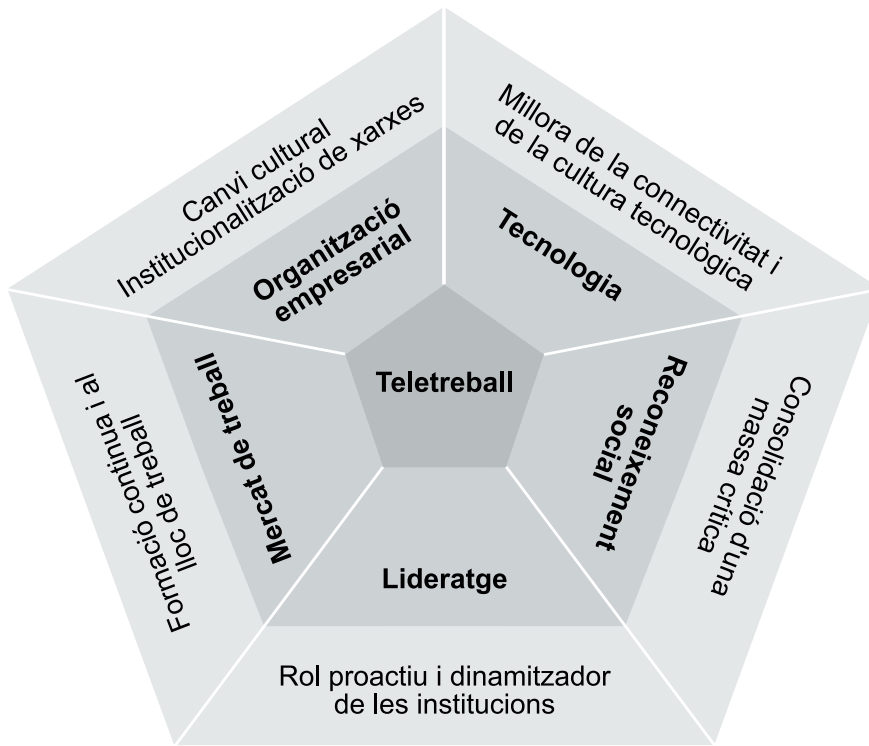 Canvi cultural
Institucionalització de xarxes
Millora de la connectivitat i
de la cultura tecnològica
Organització
empresarial
Tecnologia
Teletreball
Mercat de treball
Reconeixement
social
Formació contínua i al
lloc de treball
Consolidació d'una
massa crítica
Lideratge
Rol proactiu i dinamitzador
de les institucions